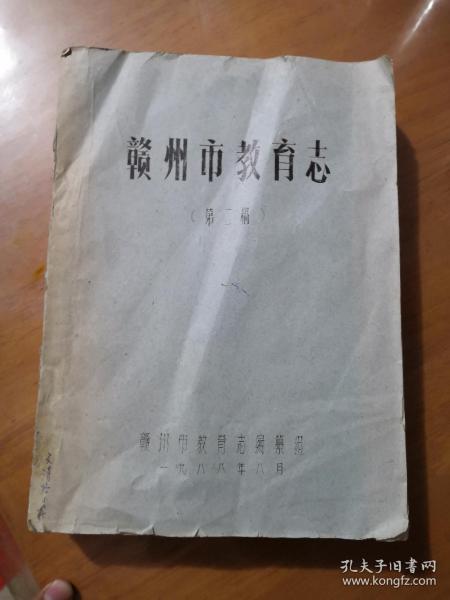 赣州市教育志
（第二稿）
赣州市教育志编纂组
一九八八年八月
孔夫子旧书网
www.kongfz.com